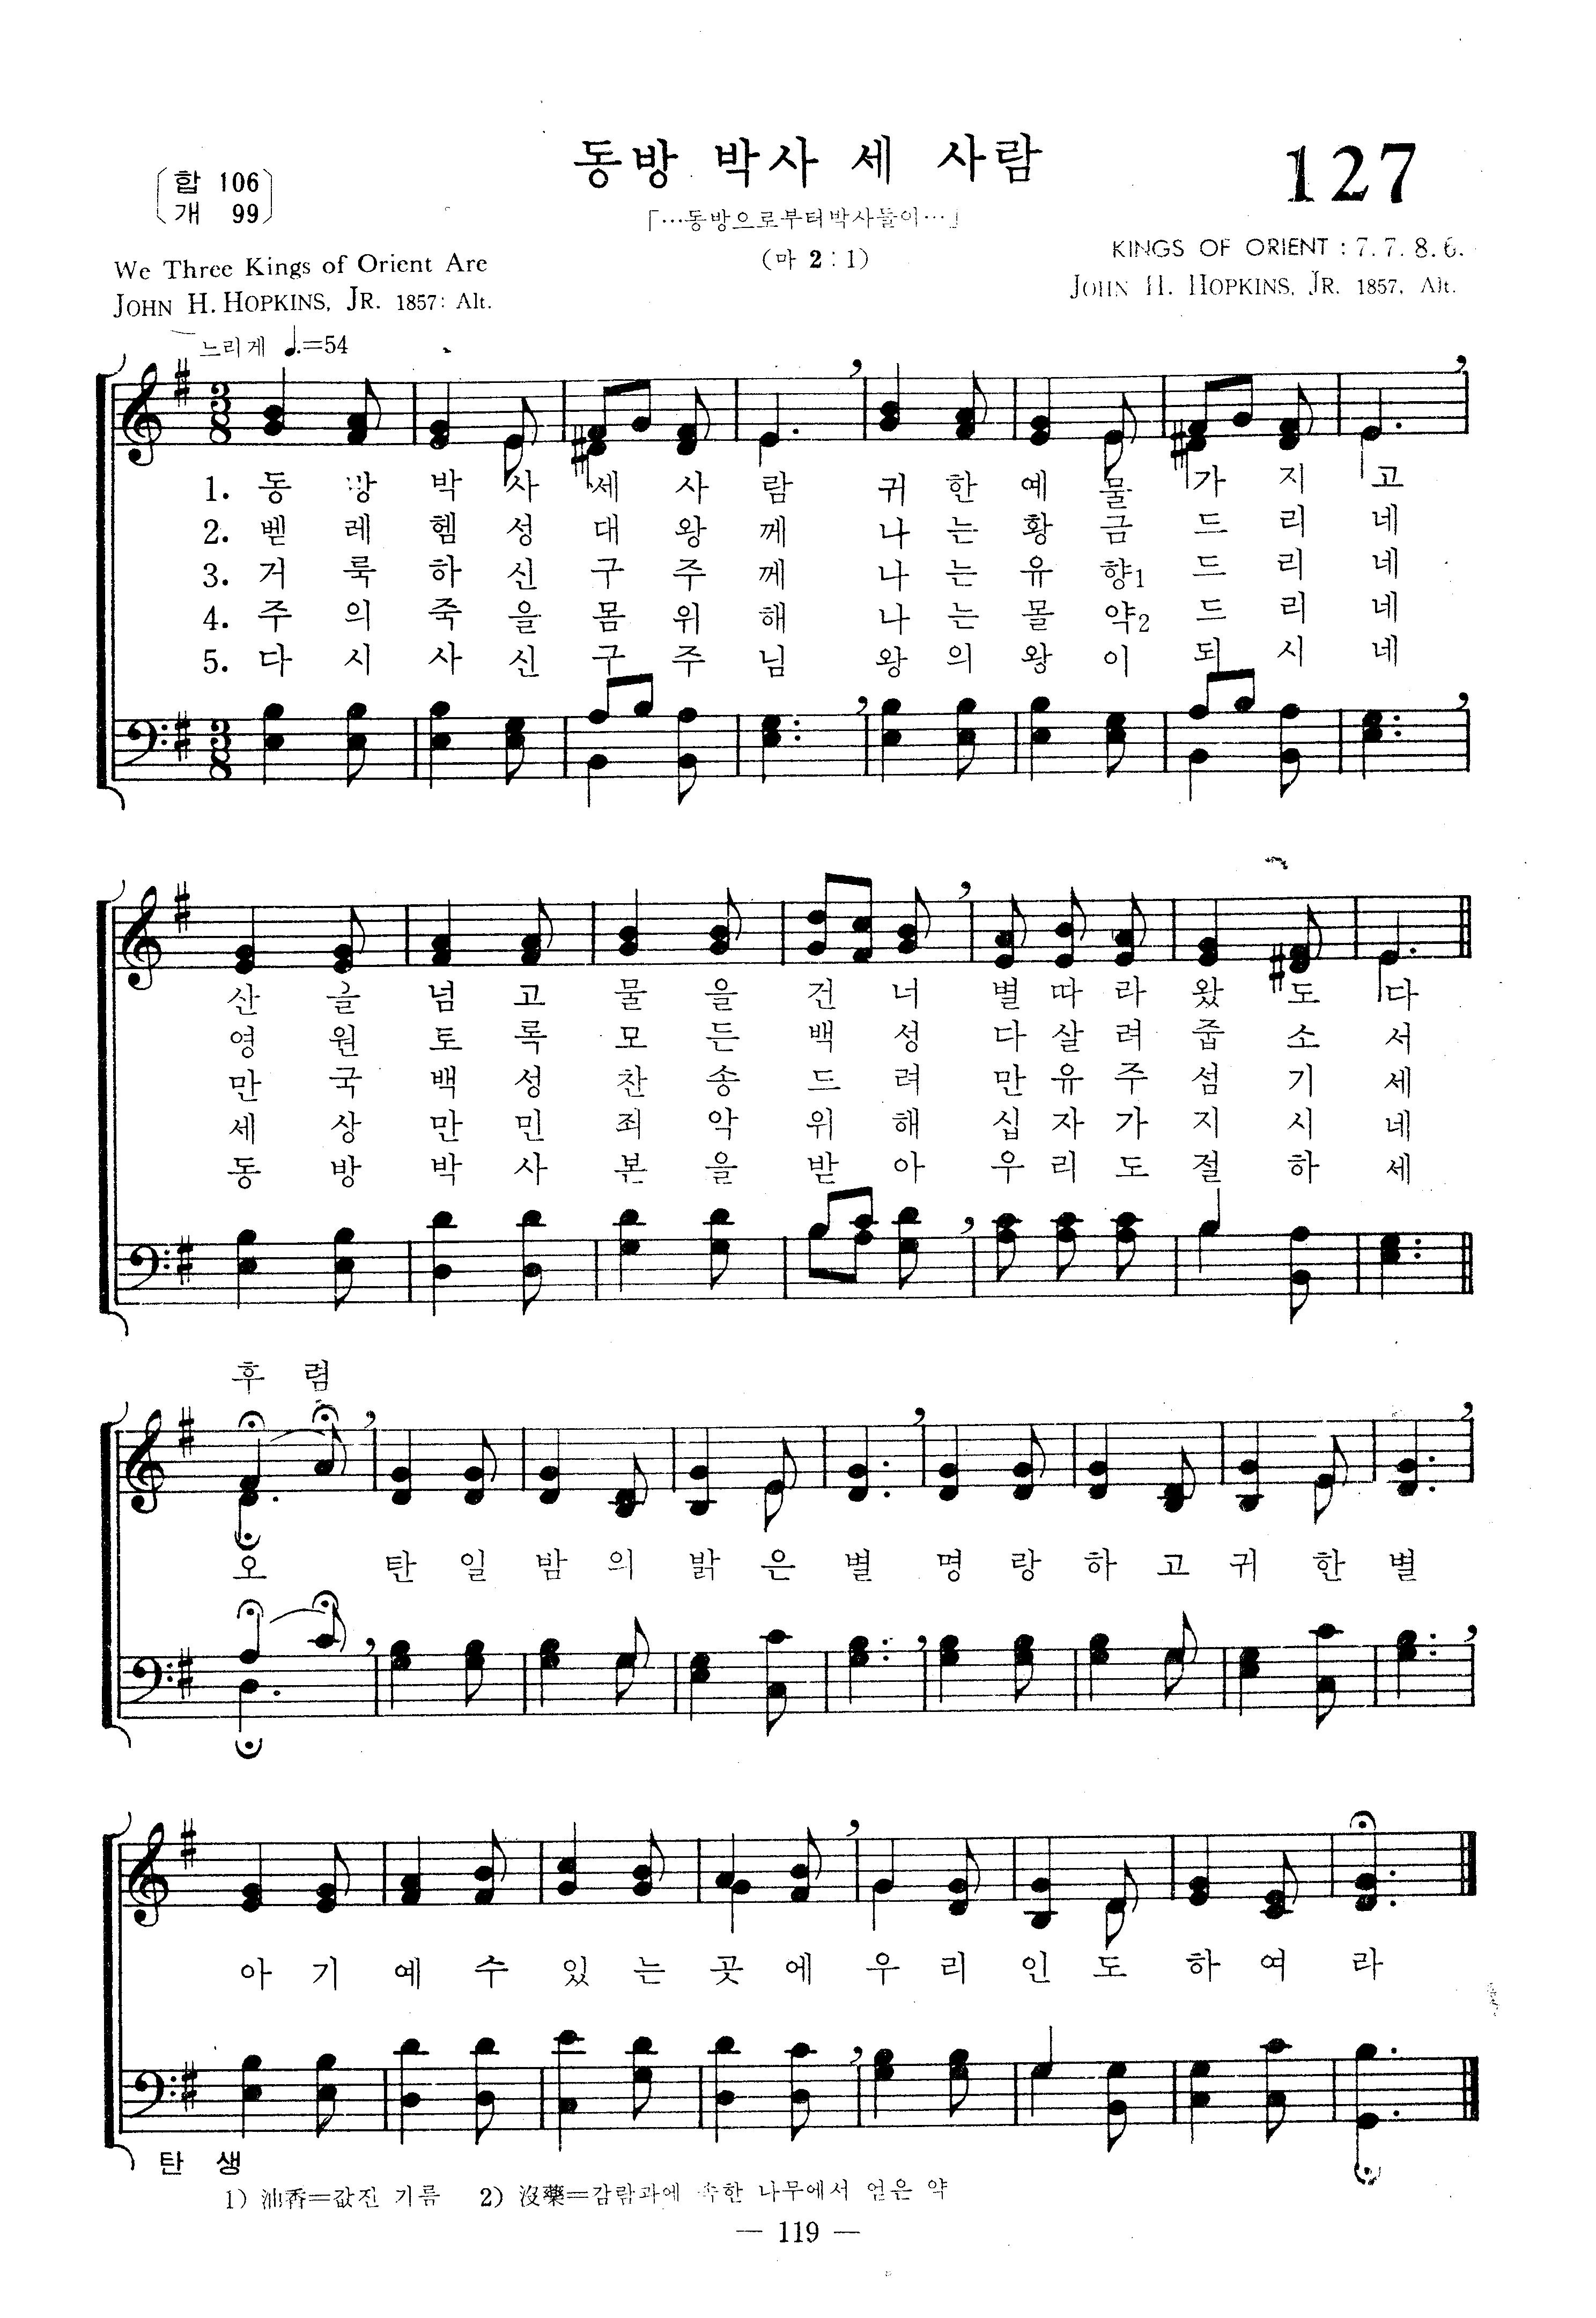 동방 박사 세 사람
127
합 106
개 99
「…동방으로부터박사들이…」
(마 2 : 1)
We Three Kings of Orient Are
KINGS OF ORIENT : 7. 7. 8. 6.
JOHN H. HOPKINS, JR. 1857: Alt.
JOHN H. HOPKINS, JR. 1857, Alt.
느리게 ♩.=54
1. 동 방 박 사 세 사 람 귀 한 예 물 가 지 고
2. 벧 레 헴 성 대 왕 께 나 는 황 금 드 리 네
3. 거 룩 하 신 구 주 께 나 는 유 향1 드 리 네
4. 주 의 죽 을 몸 위 해 나 는 몰 약2 드 리 네
5. 다 시 사 신 구 주 님 왕 의 왕 이 되 시 네
산 을 넘 고 물 을 건 너 별 따 라 왔 도 다
영 원 토 록 모 든 백 성 다 살 려 줍 소 서
만 국 백 성 찬 송 드 려 만 유 주 섬 기 세
세 상 만 민 죄 악 위 해 십 자 가 지 시 네
동 방 박 사 본 을 받 아 우 리 도 절 하 세
후 렴
오 탄 일 밤 의 밝 은 별 명 랑 하 고 귀 한 별
아 기 예 수 있 는 곳 에 우 리 인 도 하 여 라
탄 생
1) 油香=값진 기름 2) 沒藥=감람과에 속한 나무에서 얻은 약
— 119 —